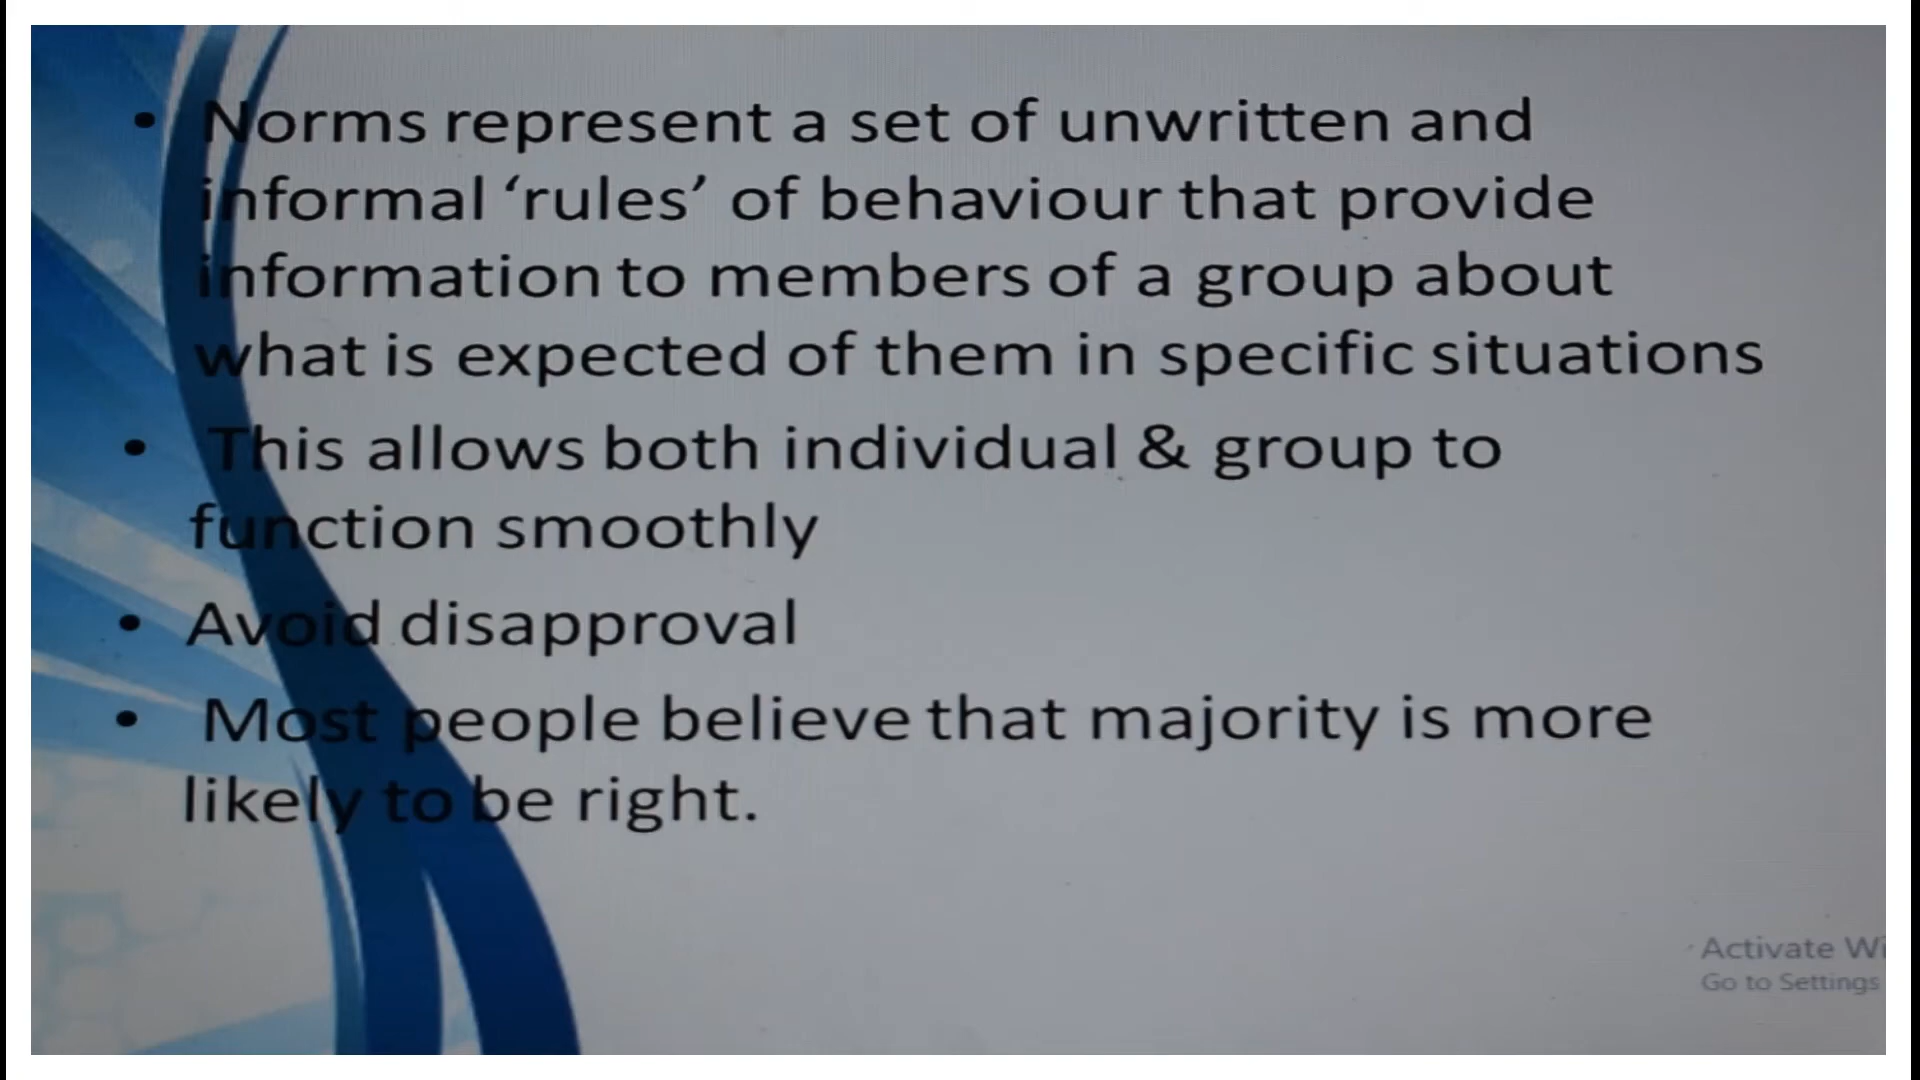 • Norms represent a set of unwritten and
informal ‘rules’ of behaviour that provide
information to members of a group about
what is expected of them in specific situations
• This allows both individual & group to
function smoothly
• Avoid disapproval
• Most people believe that majority is more
likely to be right.
Activate Wi
Go to Settings